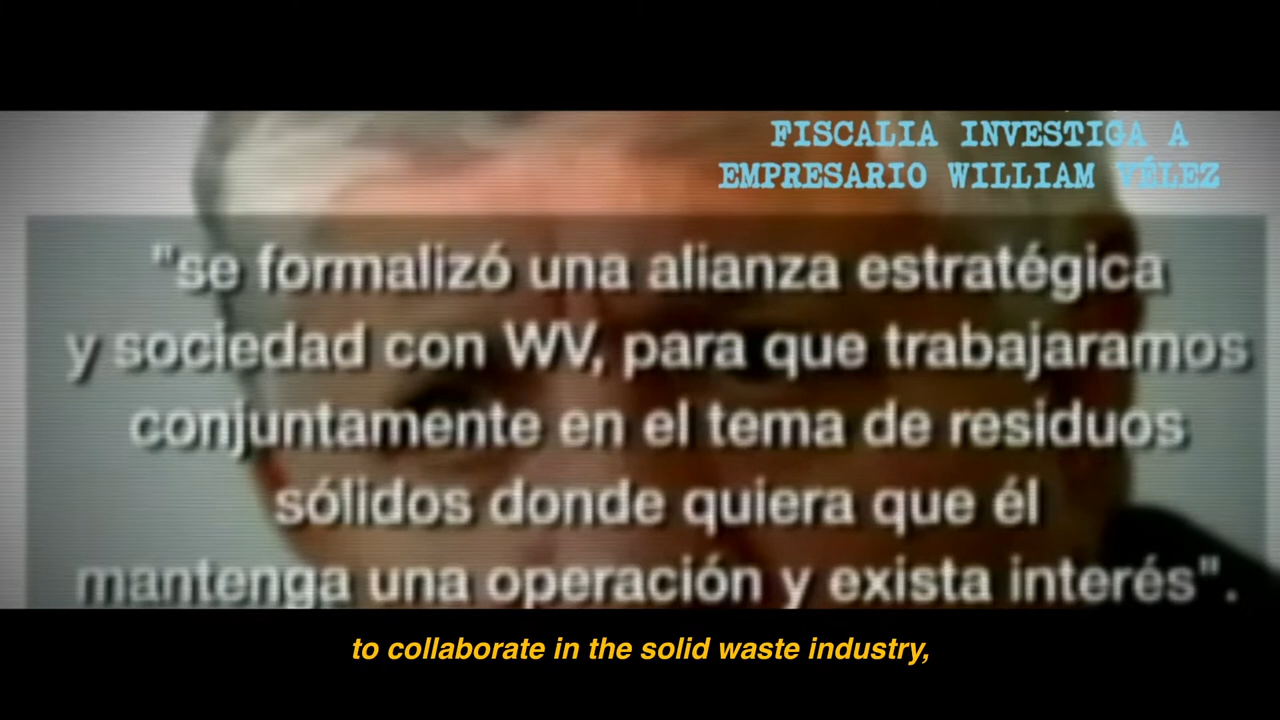 FISCALIA INVESTIGA A
EMPRESARIO WILLIAM VÉLEZ
"se formalizó una alianza estratégica
y sociedad con WV, para que trabajaramos
conjuntamente en el tema de residuos
sólidos donde quiera que él
mantenga una operación y exista interés".
to collaborate in the solid waste industry,